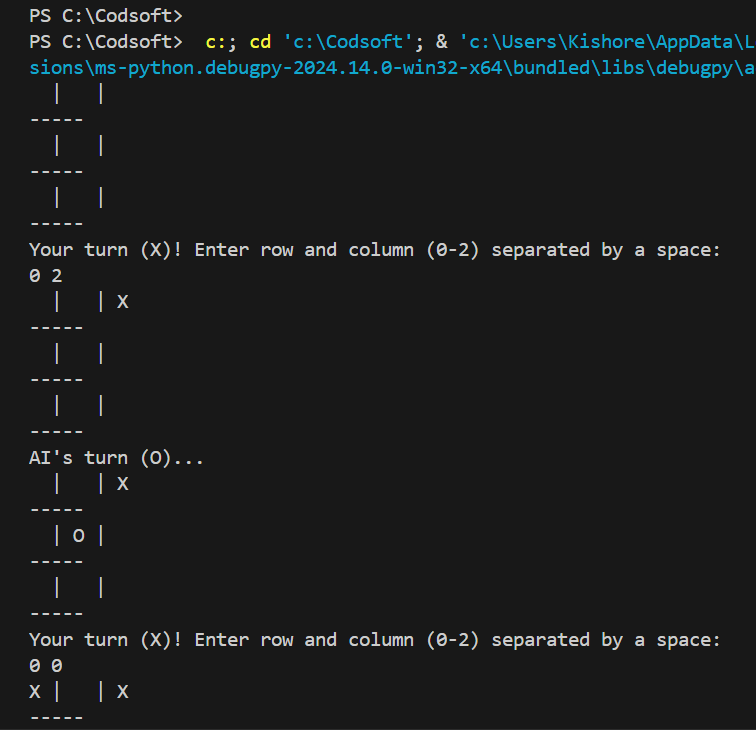 PS C:\Codsoft>
PS C:\Codsoft>  c:; cd 'c:\Codsoft'; & 'c:\Users\Kishore\AppData\L
sions\ms-python.debugpy-2024.14.0-win32-x64\bundled\libs\debugpy\a
  |   |
-----
  |   |
-----
  |   |
-----
Your turn (X)! Enter row and column (0-2) separated by a space:
0 2
  |   | X
-----
  |   |
-----
  |   |
-----
AI's turn (O)...
  |   | X
-----
  | O |
-----
  |   |
-----
Your turn (X)! Enter row and column (0-2) separated by a space:
0 0
X |   | X
-----